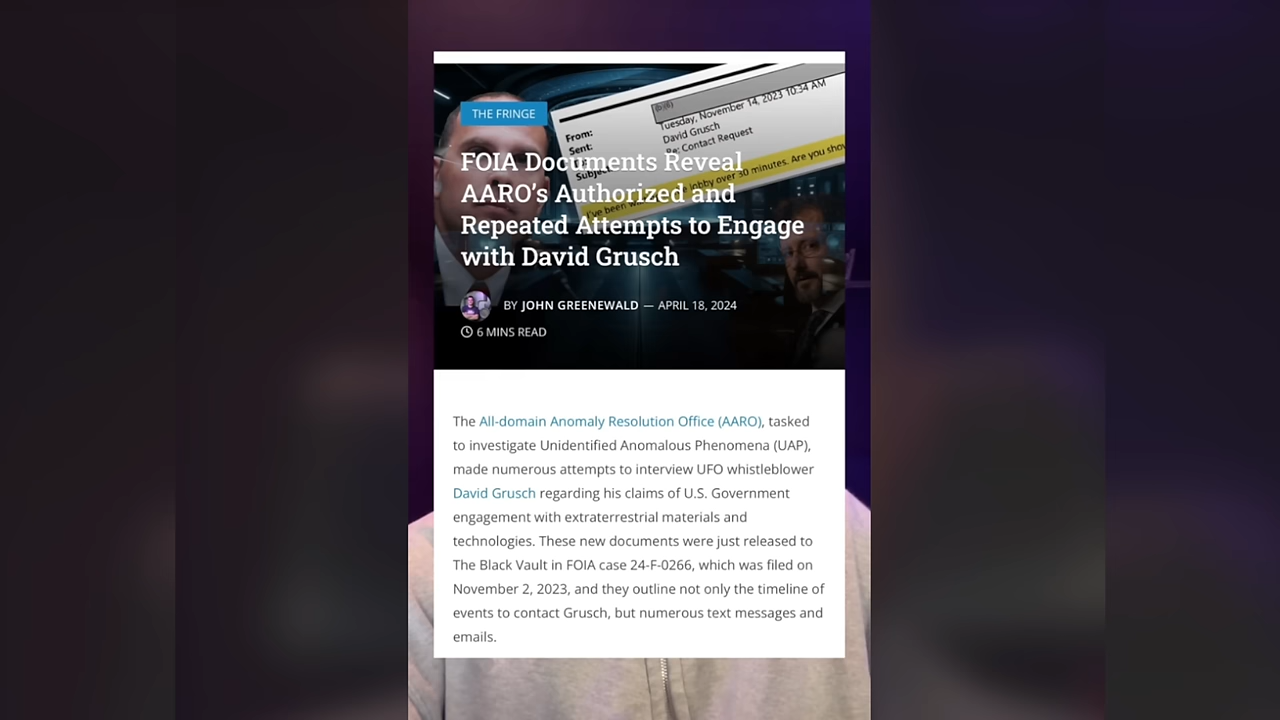 THE FRINGE
(b)(6)
Tuesday, November 14, 2023 10:34 AM
David Grusch
Re: Contact Request
From:
Sent:
Subject:
I've been lobby over 30 minutes. Are you
FOIA Documents Reveal
AARO's Authorized and
Repeated Attempts to Engage
with David Grusch
BY JOHN GREENEWALD — APRIL 18, 2024
6 MINS READ
The All-domain Anomaly Resolution Office (AARO), tasked
to investigate Unidentified Anomalous Phenomena (UAP),
made numerous attempts to interview UFO whistleblower
David Grusch regarding his claims of U.S. Government
engagement with extraterrestrial materials and
technologies. These new documents were just released to
The Black Vault in FOIA case 24-F-0266, which was filed on
November 2, 2023, and they outline not only the timeline of
events to contact Grusch, but numerous text messages and
emails.